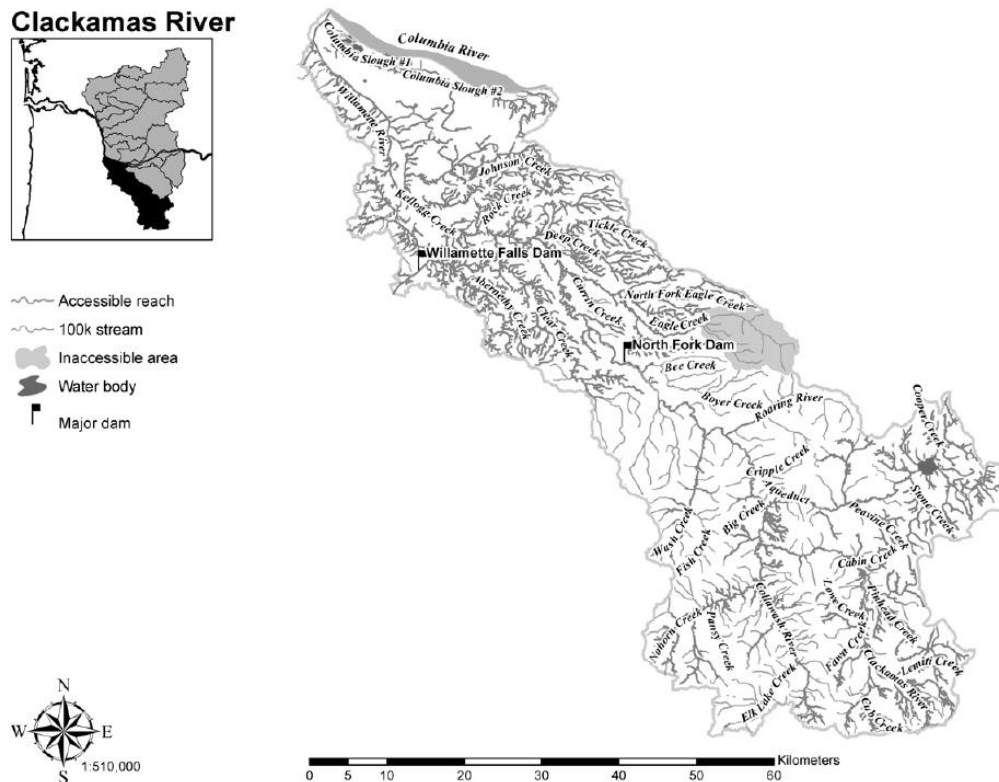 Clackamas River
Columbia River
Columbia Slough #1
Columbia Slough #2
Willamette River
Johnson Creek
Rock Creek
Kellogg Creek
Tickle Creek
Deep Creek
Willamette Falls Dam
Abernethy Creek
Clear Creek
Currin Creek
North Fork Eagle Creek
Eagle Creek
North Fork Dam
Bee Creek
Boyer Creek
Roaring River
Cooper Creek
Cripple Creek
Aqueduct
Big Creek
Stone Creek
Peavine Creek
Wash Creek
Fish Creek
Cabin Creek
Lowe Creek
Pinhead Creek
Collawash River
Nohorn Creek
Pansy Creek
Fawn Creek
Clackamas River
Lemiti Creek
Elk Lake Creek
Cub Creek
Accessible reach
100k stream
Inaccessible area
Water body
Major dam
N
W E
S
1:510,000
Kilometers
0 5 10 20 30 40 50 60